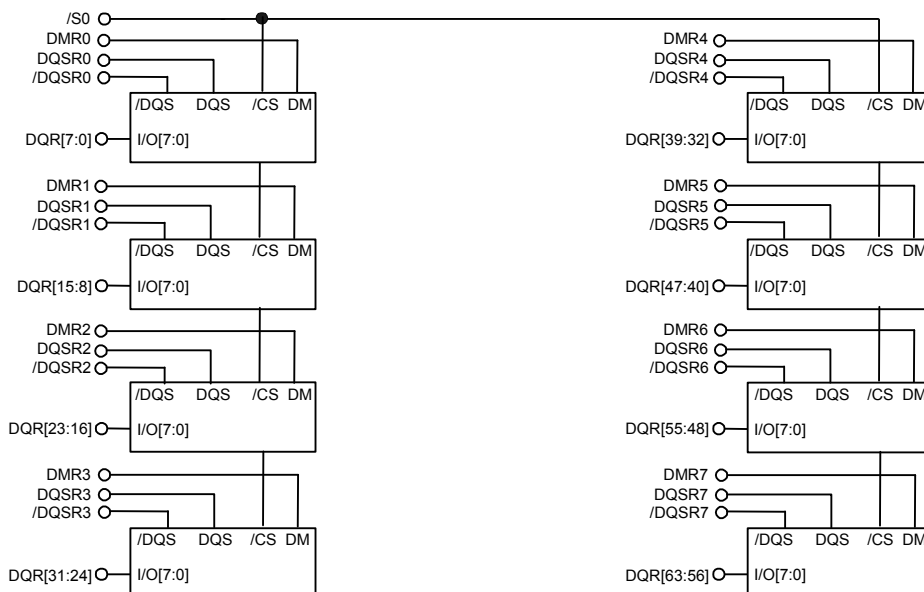 /S0
DMR0
DQSR0
/DQSR0
/DQS DQS /CS DM
DQR[7:0]
I/O[7:0]
DMR1
DQSR1
/DQSR1
/DQS DQS /CS DM
DQR[15:8]
I/O[7:0]
DMR2
DQSR2
/DQSR2
/DQS DQS /CS DM
DQR[23:16]
I/O[7:0]
DMR3
DQSR3
/DQSR3
/DQS DQS /CS DM
DQR[31:24]
I/O[7:0]
DMR4
DQSR4
/DQSR4
/DQS DQS /CS DM
DQR[39:32]
I/O[7:0]
DMR5
DQSR5
/DQSR5
/DQS DQS /CS DM
DQR[47:40]
I/O[7:0]
DMR6
DQSR6
/DQSR6
/DQS DQS /CS DM
DQR[55:48]
I/O[7:0]
DMR7
DQSR7
/DQSR7
/DQS DQS /CS DM
DQR[63:56]
I/O[7:0]